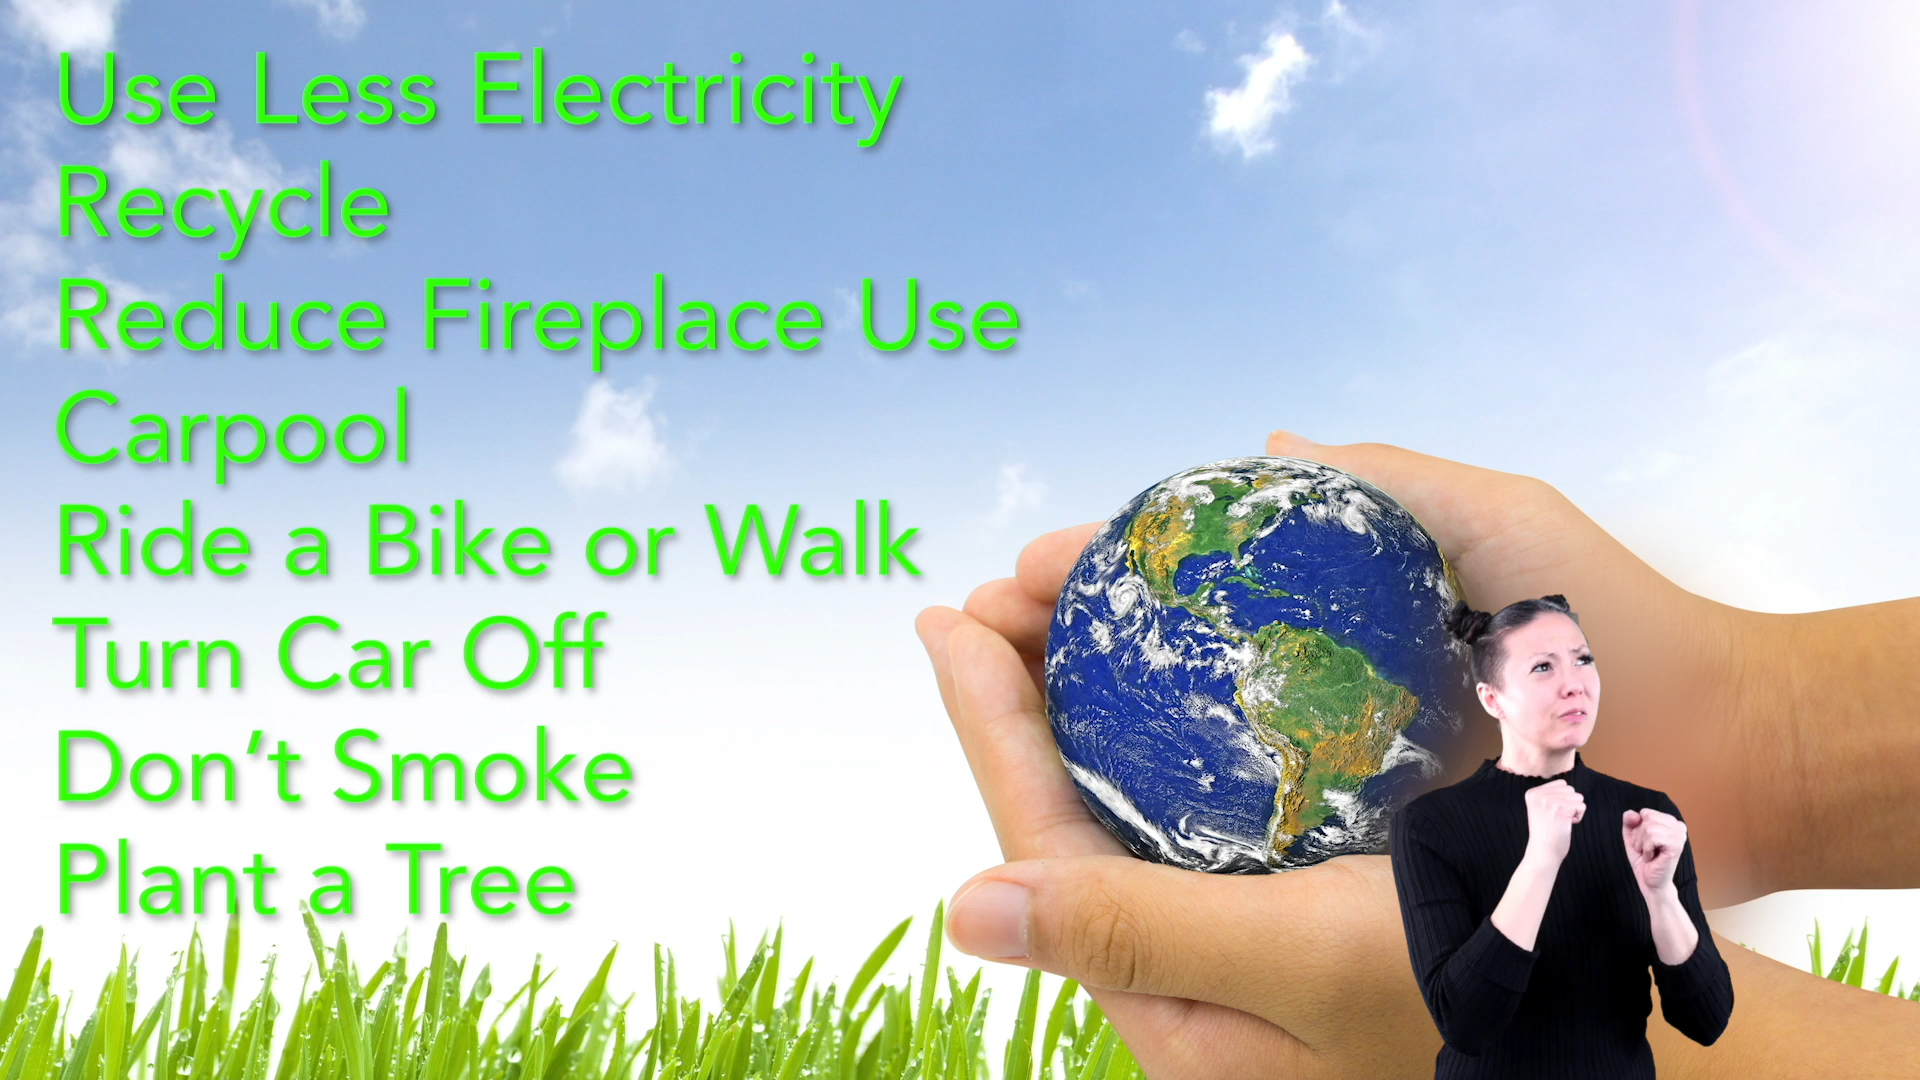 Use Less Electricity
Recycle
Reduce Fireplace Use
Carpool
Ride a Bike or Walk
Turn Car Off
Don’t Smoke
Plant a Tree